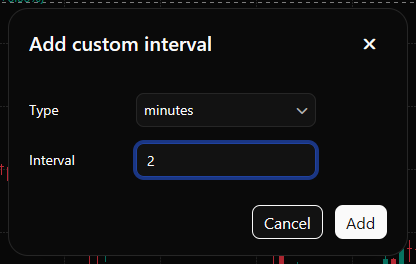 Add custom interval
Type
minutes
Interval
2
Cancel
Add